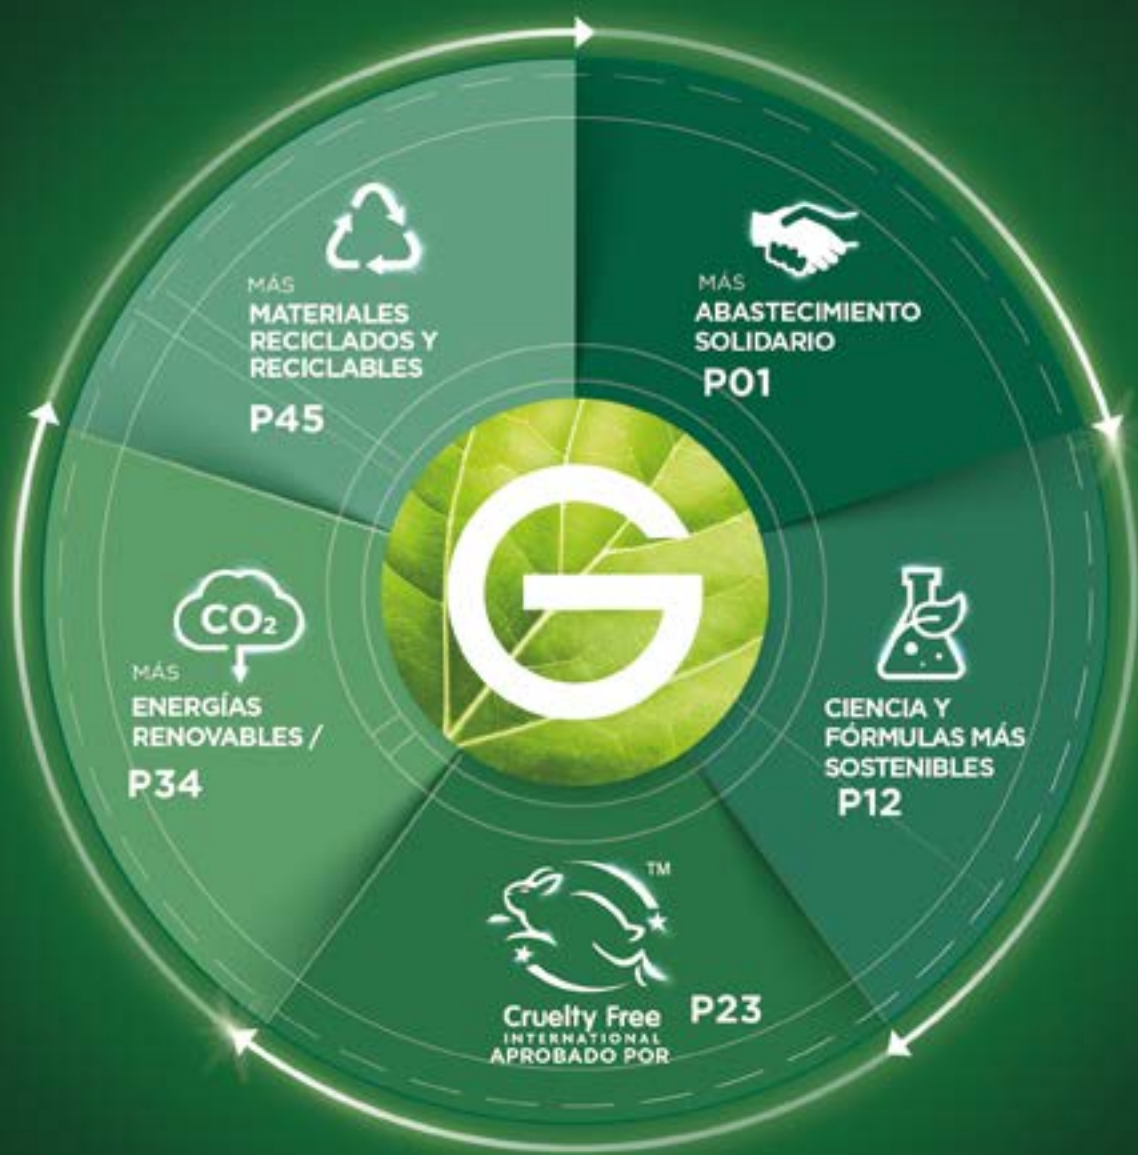 MÁS
MATERIALES
RECICLADOS Y
RECICLABLES
P45
MÁS
ABASTECIMIENTO
SOLIDARIO
P01
G
CO₂
MÁS
ENERGÍAS
RENOVABLES /
P34
CIENCIA Y
FÓRMULAS MÁS
SOSTENIBLES
P12
TM
Cruelty Free
INTERNATIONAL
APROBADO POR
P23